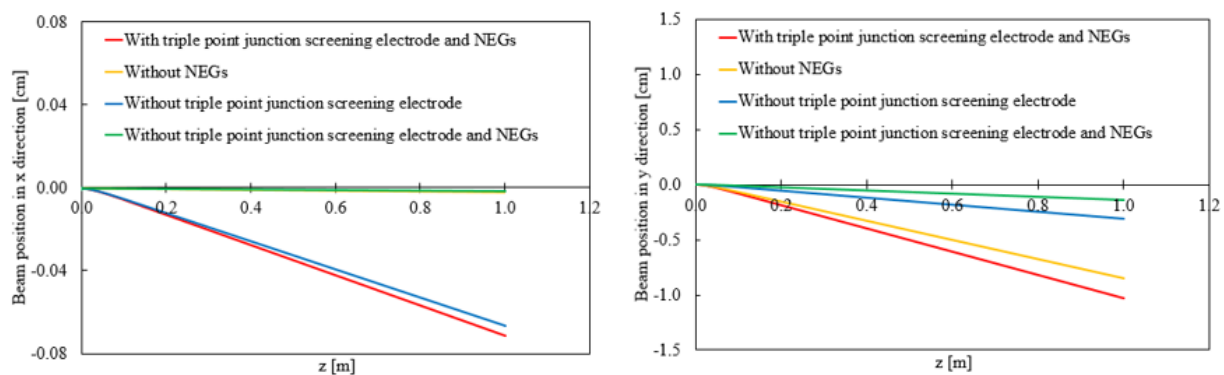 Beam position in x direction [cm]
0.08
0.04
0.00
-0.04
-0.08
With triple point junction screening electrode and NEGs
Without NEGs
Without triple point junction screening electrode
Without triple point junction screening electrode and NEGs
0.0 0.2 0.4 0.6 0.8 1.0 1.2
z [m]
Beam position in y direction [cm]
1.5
1.0
0.5
0.0
-0.5
-1.0
-1.5
With triple point junction screening electrode and NEGs
Without NEGs
Without triple point junction screening electrode
Without triple point junction screening electrode and NEGs
0.0 0.2 0.4 0.6 0.8 1.0 1.2
z [m]